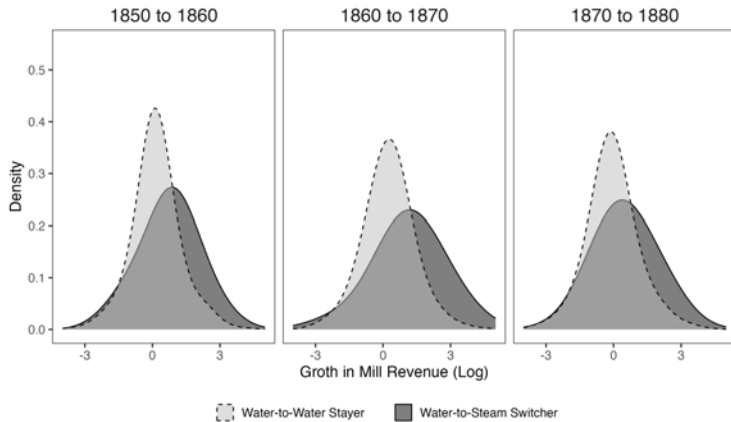 1850 to 1860
1860 to 1870
1870 to 1880
Density
0.5
0.4
0.3
0.2
0.1
0.0
-3 0 3
-3 0 3
-3 0 3
Groth in Mill Revenue (Log)
Water-to-Water Stayer
Water-to-Steam Switcher